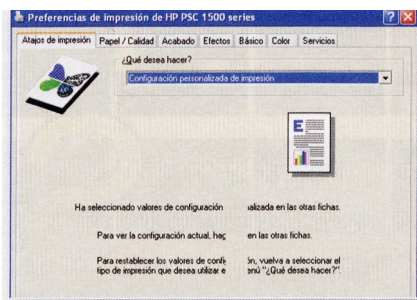 Preferencias de Impresión de HP PSC 1500 series
Atajos de impresión Papel / Calidad Acabado Efectos Básico Color Servicios
¿Qué desea hacer?
Configuración personalizada de impresión
E
Ha seleccionado valores de configuración alizada en las otras fichas.
Para ver la configuración actual, hag en las otras fichas.
Para restablecer los valores de confi ón, vuelva a seleccionar el
tipo de impresión que desea utilizar e enú "¿Qué desea hacer?".